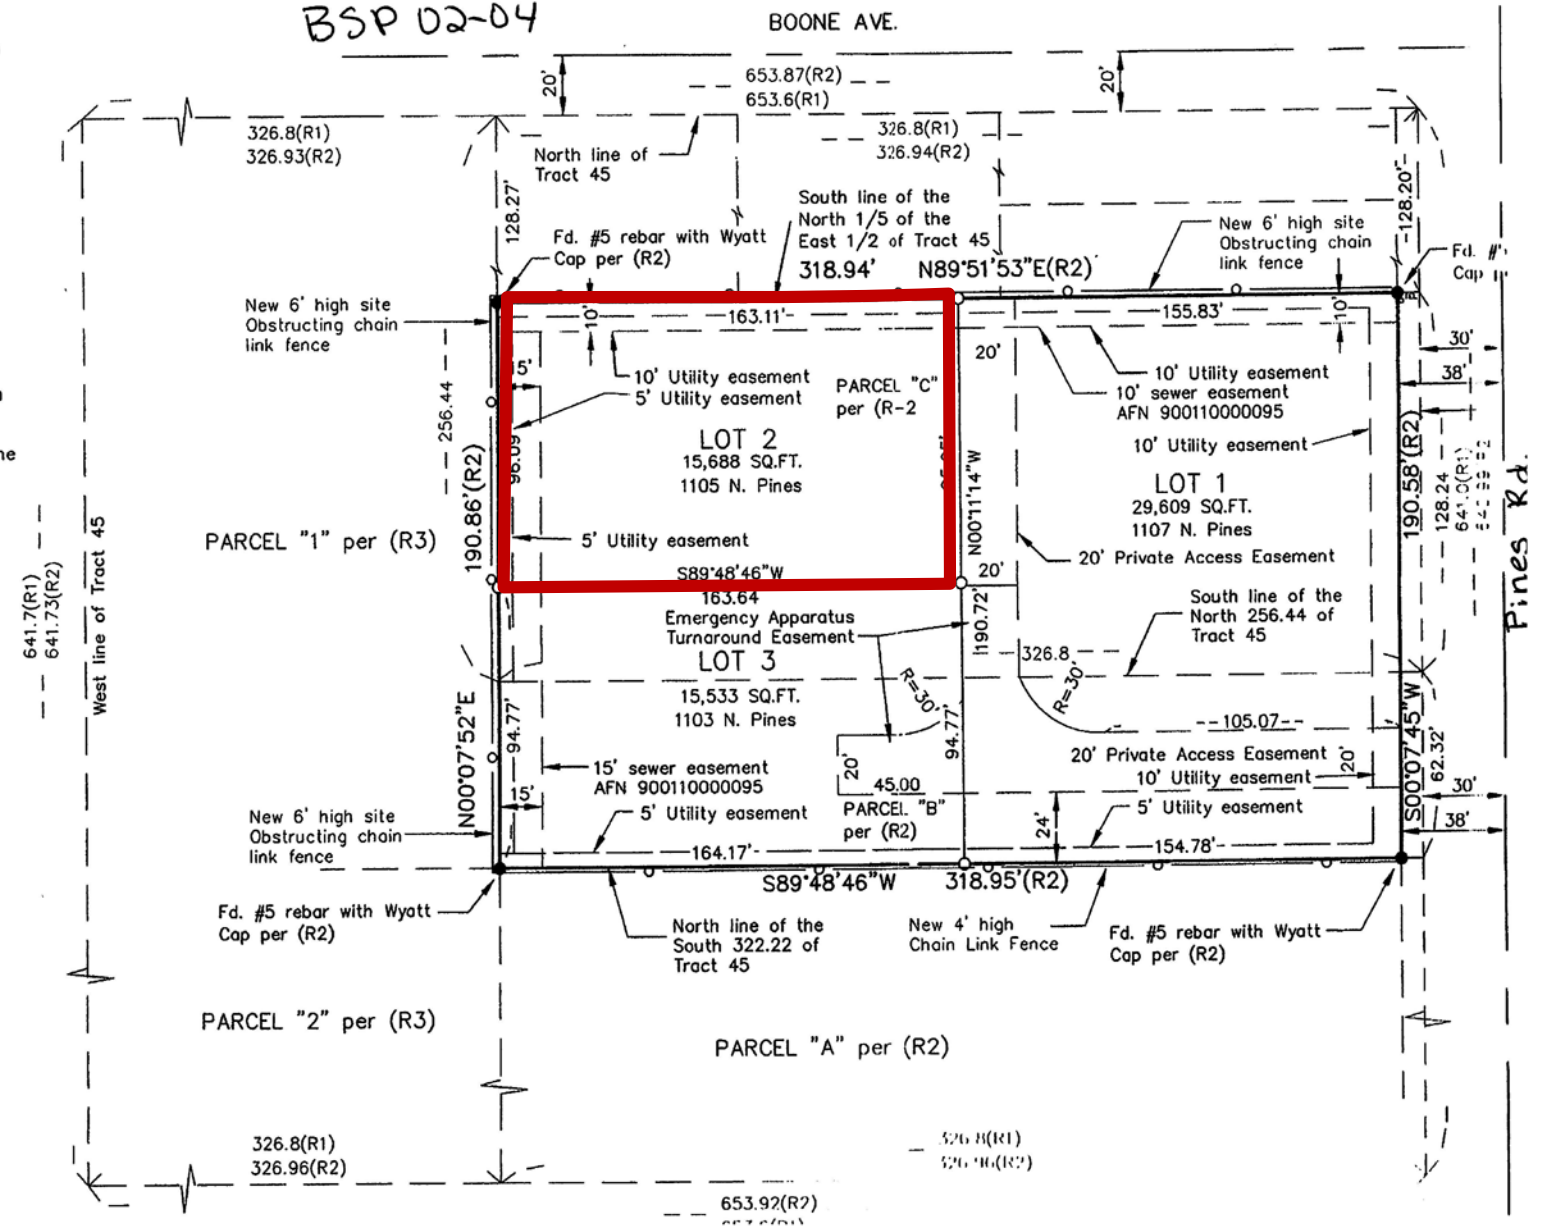 BSP 02-04
BOONE AVE.
20'
653.87(R2)
653.6(R1)
20'
326.8(R1)
326.93(R2)
326.8(R1)
326.94(R2)
North line of
Tract 45
128.27'
128.20'
South line of the
North 1/5 of the
East 1/2 of Tract 45
New 6' high site
Obstructing chain
link fence
Fd. #5 rebar with Wyatt
Cap per (R2)
Fd.
Cap
318.94' N89°51'53"E(R2)
New 6' high site
Obstructing chain
link fence
10'
163.11'
155.83'
10'
30'
38'
20'
15'
10' Utility easement
5' Utility easement
PARCEL "C"
per (R-2
10' Utility easement
10' sewer easement
AFN 900110000095
10' Utility easement
256.44
96.09
190.86'(R2)
LOT 2
15,688 SQ.FT.
1105 N. Pines
N00°11'14"W
LOT 1
29,609 SQ.FT.
1107 N. Pines
190.58'(R2)
128.24
641.0(R1)
Pines Rd.
PARCEL "1" per (R3)
5' Utility easement
20' Private Access Easement
West line of Tract 45
641.7(R1)
641.73(R2)
S89°48'46"W
163.64
20'
Emergency Apparatus
Turnaround Easement
190.72'
South line of the
North 256.44 of
Tract 45
326.8
LOT 3
15,533 SQ.FT.
1103 N. Pines
R=30'
R=30'
N00°07'52"E
94.77'
94.77'
105.07
S00°07'45"W
62.32'
20' Private Access Easement
20'
10' Utility easement
15' sewer easement
AFN 900110000095
20'
45.00
15'
30'
38'
PARCEL "B"
per (R2)
5' Utility easement
24'
5' Utility easement
New 6' high site
Obstructing chain
link fence
164.17'
154.78'
S89°48'46"W 318.95'(R2)
Fd. #5 rebar with Wyatt
Cap per (R2)
North line of the
South 322.22 of
Tract 45
New 4' high
Chain Link Fence
Fd. #5 rebar with Wyatt
Cap per (R2)
PARCEL "2" per (R3)
PARCEL "A" per (R2)
326.8(R1)
326.96(R2)
326.8(R1)
326.96(R2)
653.92(R2)